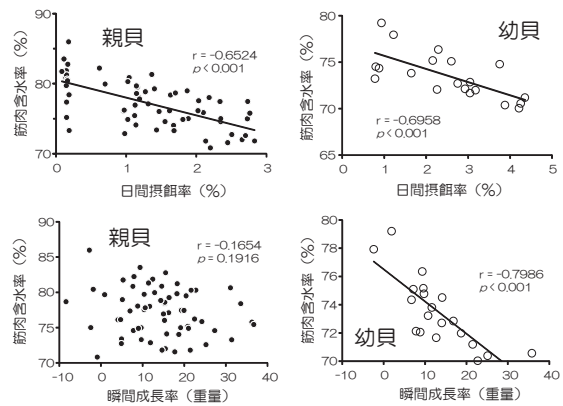 90
80
70
筋肉含水率（%）
親貝
r = -0.6524
p<0.001
0 1 2 3
日間摂餌率（%）
80
75
70
65
筋肉含水率（%）
幼貝
r = -0.6958
p<0.001
0 1 2 3 4 5
日間摂餌率（%）
90
85
80
75
70
筋肉含水率（%）
親貝
r = -0.1654
p = 0.1916
-10 0 10 20 30 40
瞬間成長率（重量）
80
78
76
74
72
70
筋肉含水率（%）
r = -0.7986
p<0.001
幼貝
-10 0 10 20 30 40
瞬間成長率（重量）